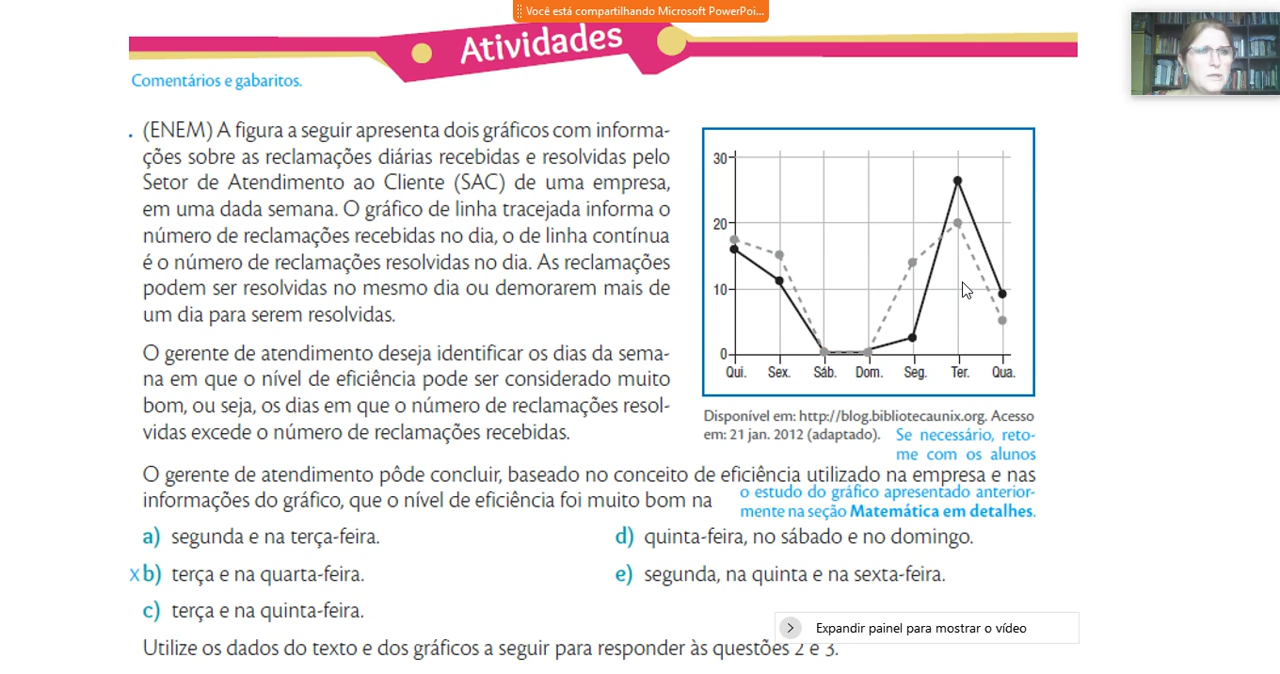 Você está compartilhando Microsoft PowerPoi...
Atividades
Comentários e gabaritos.
. (ENEM) A figura a seguir apresenta dois gráficos com informa-
ções sobre as reclamações diárias recebidas e resolvidas pelo
Setor de Atendimento ao Cliente (SAC) de uma empresa,
em uma dada semana. O gráfico de linha tracejada informa o
número de reclamações recebidas no dia, o de linha contínua
é o número de reclamações resolvidas no dia. As reclamações
podem ser resolvidas no mesmo dia ou demorarem mais de
um dia para serem resolvidas.
O gerente de atendimento deseja identificar os dias da sema-
na em que o nível de eficiência pode ser considerado muito
bom, ou seja, os dias em que o número de reclamações resol-
vidas excede o número de reclamações recebidas.
30
20
10
0
Qui. Sex. Sáb. Dom. Seg. Ter. Qua.
Disponível em: http://blog.bibliotecaunix.org. Acesso
em: 21 jan. 2012 (adaptado).
Se necessário, reto-
me com os alunos
o estudo do gráfico apresentado anterior-
mente na seção Matemática em detalhes.
O gerente de atendimento pôde concluir, baseado no conceito de eficiência utilizado na empresa e nas
informações do gráfico, que o nível de eficiência foi muito bom na
a) segunda e na terça-feira.
x b) terça e na quarta-feira.
c) terça e na quinta-feira.
d) quinta-feira, no sábado e no domingo.
e) segunda, na quinta e na sexta-feira.
Expandir painel para mostrar o vídeo
Utilize os dados do texto e dos gráficos a seguir para responder às questões 2 e 3.